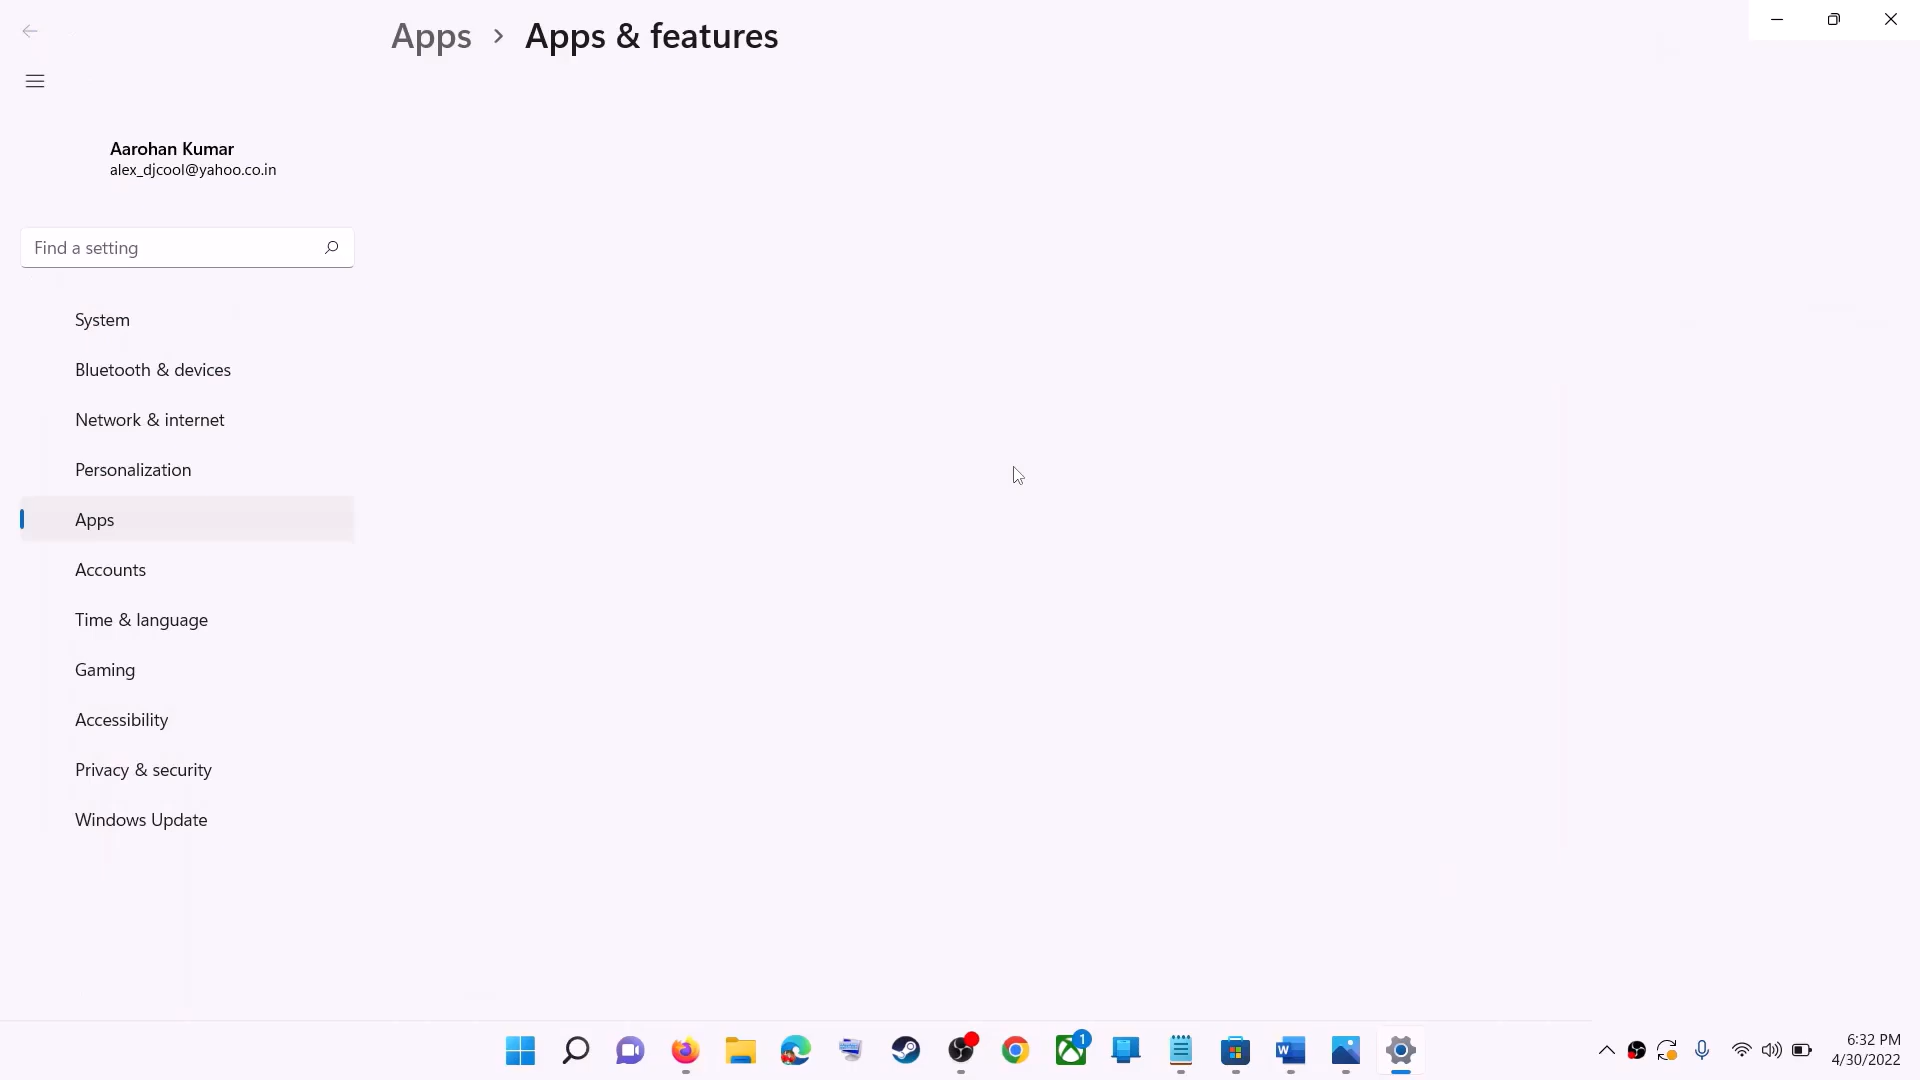 Apps > Apps & features
Aarohan Kumar
alex_djcool@yahoo.co.in
Find a setting
System
Bluetooth & devices
Network & internet
Personalization
Apps
Accounts
Time & language
Gaming
Accessibility
Privacy & security
Windows Update
1
W
6:32 PM
4/30/2022